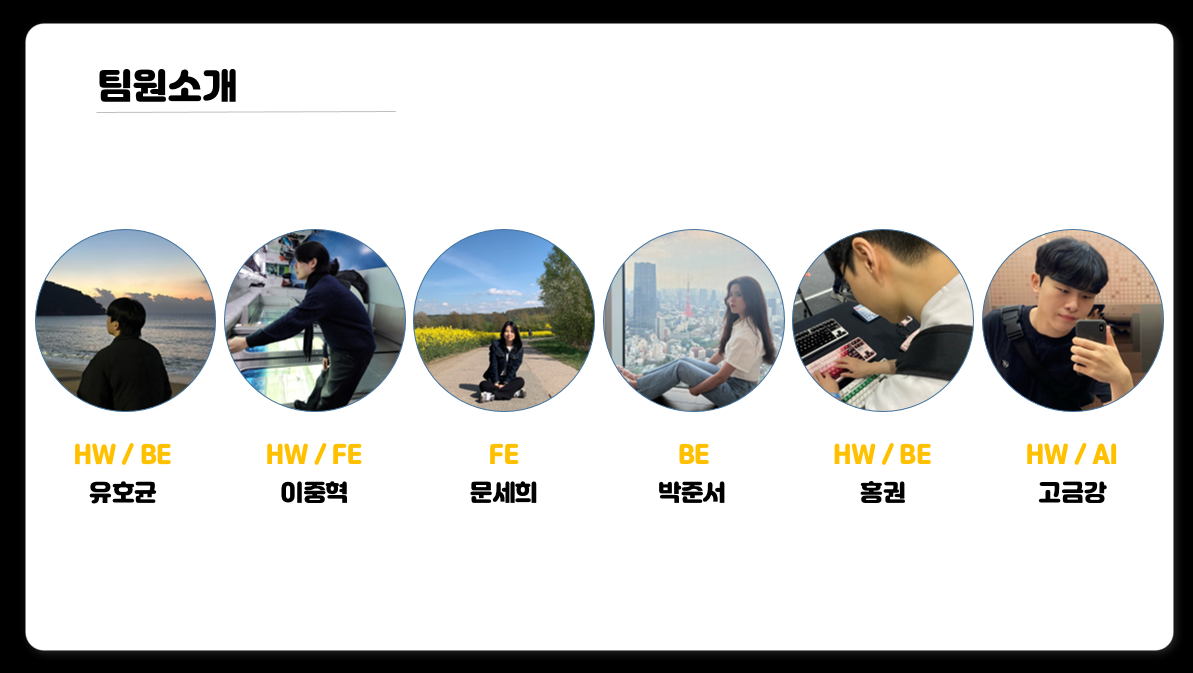 팀원소개
HW / BE
유호균
HW / FE
이중혁
FE
문세희
BE
박준서
HW / BE
홍권
HW / AI
고금강